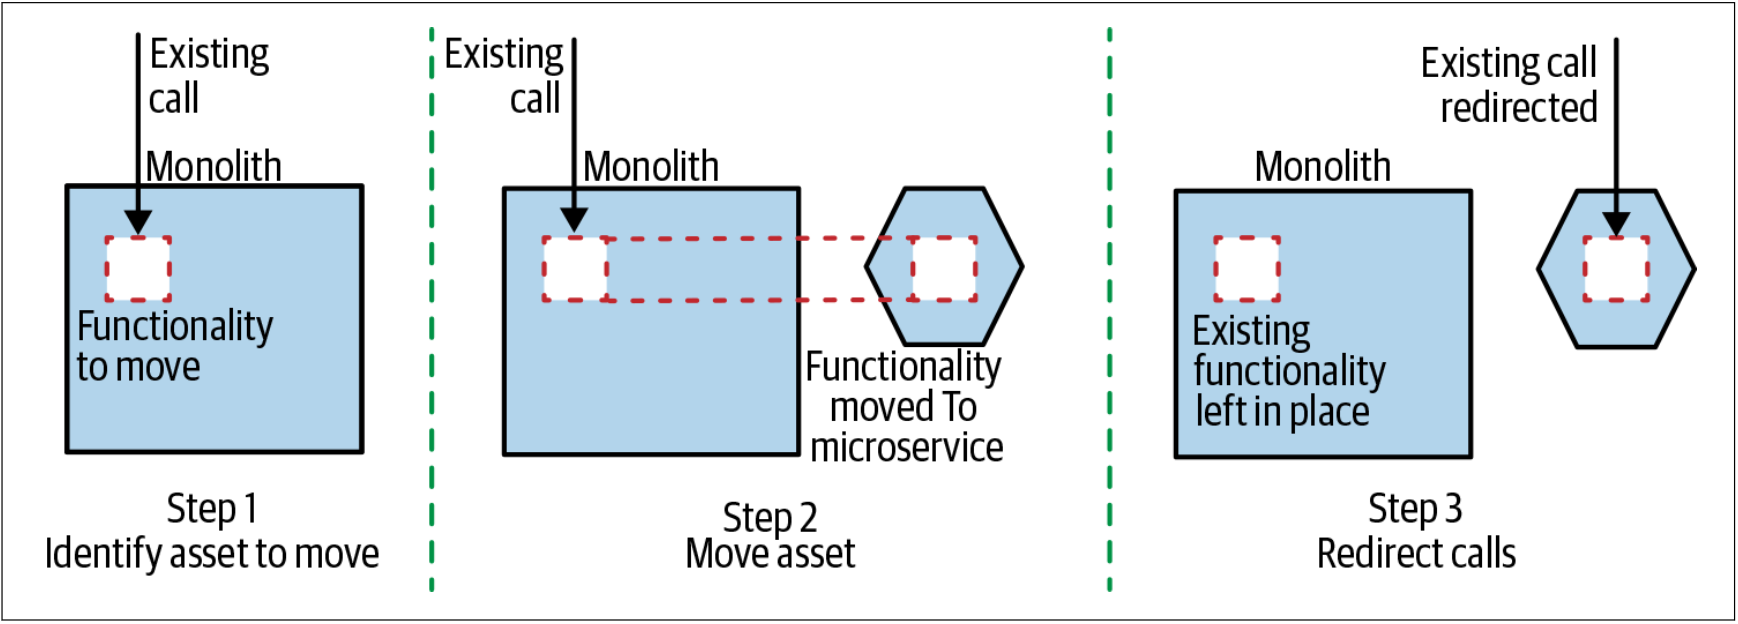 Existing
call
Monolith
Functionality
to move
Step 1
Identify asset to move
Existing
call
Monolith
Functionality
moved To
microservice
Step 2
Move asset
Existing call
redirected
Monolith
Existing
functionality
left in place
Step 3
Redirect calls